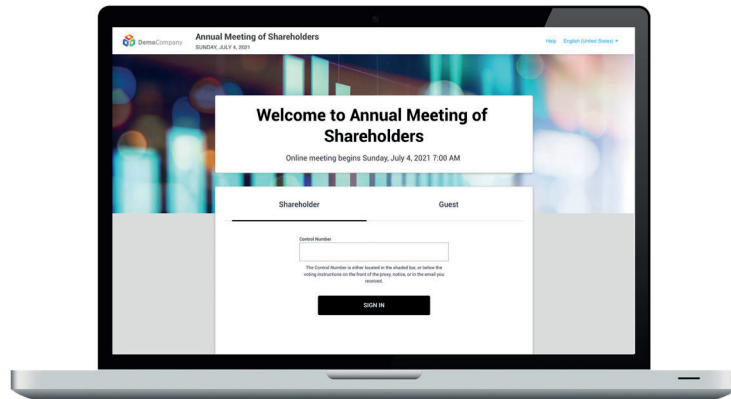 DemoCompany
Annual Meeting of Shareholders
SUNDAY, JULY 4, 2021
Help English (United States)
Welcome to Annual Meeting of
Shareholders
Online meeting begins Sunday, July 4, 2021 7:00 AM
Shareholder Guest
Control Number
The Control Number is either located in the shaded bar, or below the
voting instructions on the front of the proxy, notice, or in the email you
received.
SIGN IN